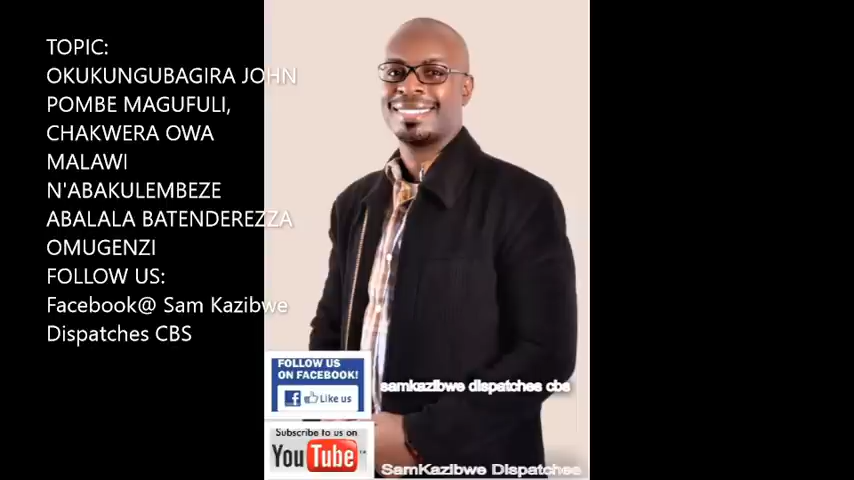 TOPIC:
OKUKUNGUBAGIRA JOHN
POMBE MAGUFULI,
CHAKWERA OWA
MALAWI
N'ABAKULEMBEZE
ABALALA BATENDEREZZA
OMUGENZI
FOLLOW US:
Facebook@ Sam Kazibwe
Dispatches CBS
FOLLOW US
ON FACEBOOK!
f Like us
samkazibwe dispatches cbs
Subscribe to us on
YouTube
SamKazibwe Dispatches